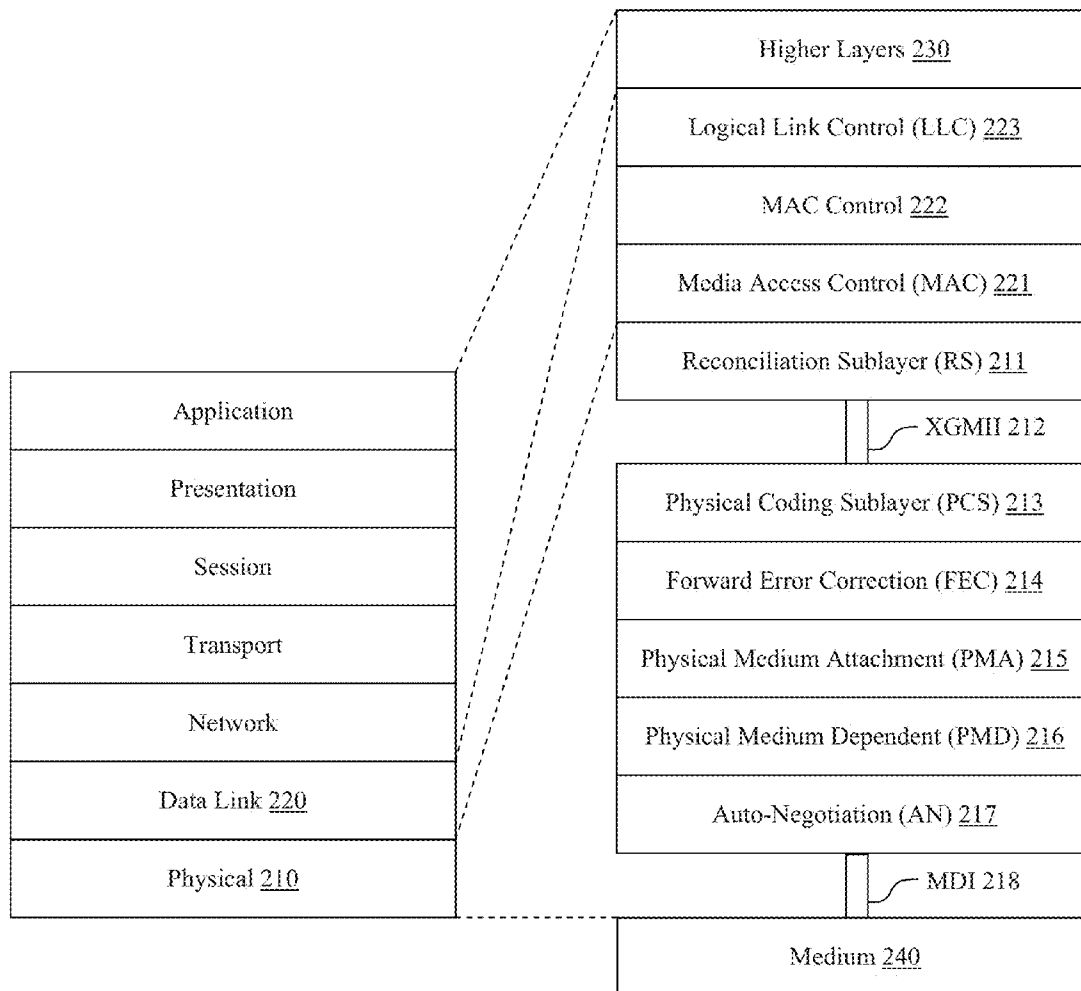 Higher Layers 230
Logical Link Control (LLC) 223
MAC Control 222
Media Access Control (MAC) 221
Reconciliation Sublayer (RS) 211
XGMII 212
Physical Coding Sublayer (PCS) 213
Forward Error Correction (FEC) 214
Physical Medium Attachment (PMA) 215
Physical Medium Dependent (PMD) 216
Auto-Negotiation (AN) 217
MDI 218
Medium 240
Application
Presentation
Session
Transport
Network
Data Link 220
Physical 210